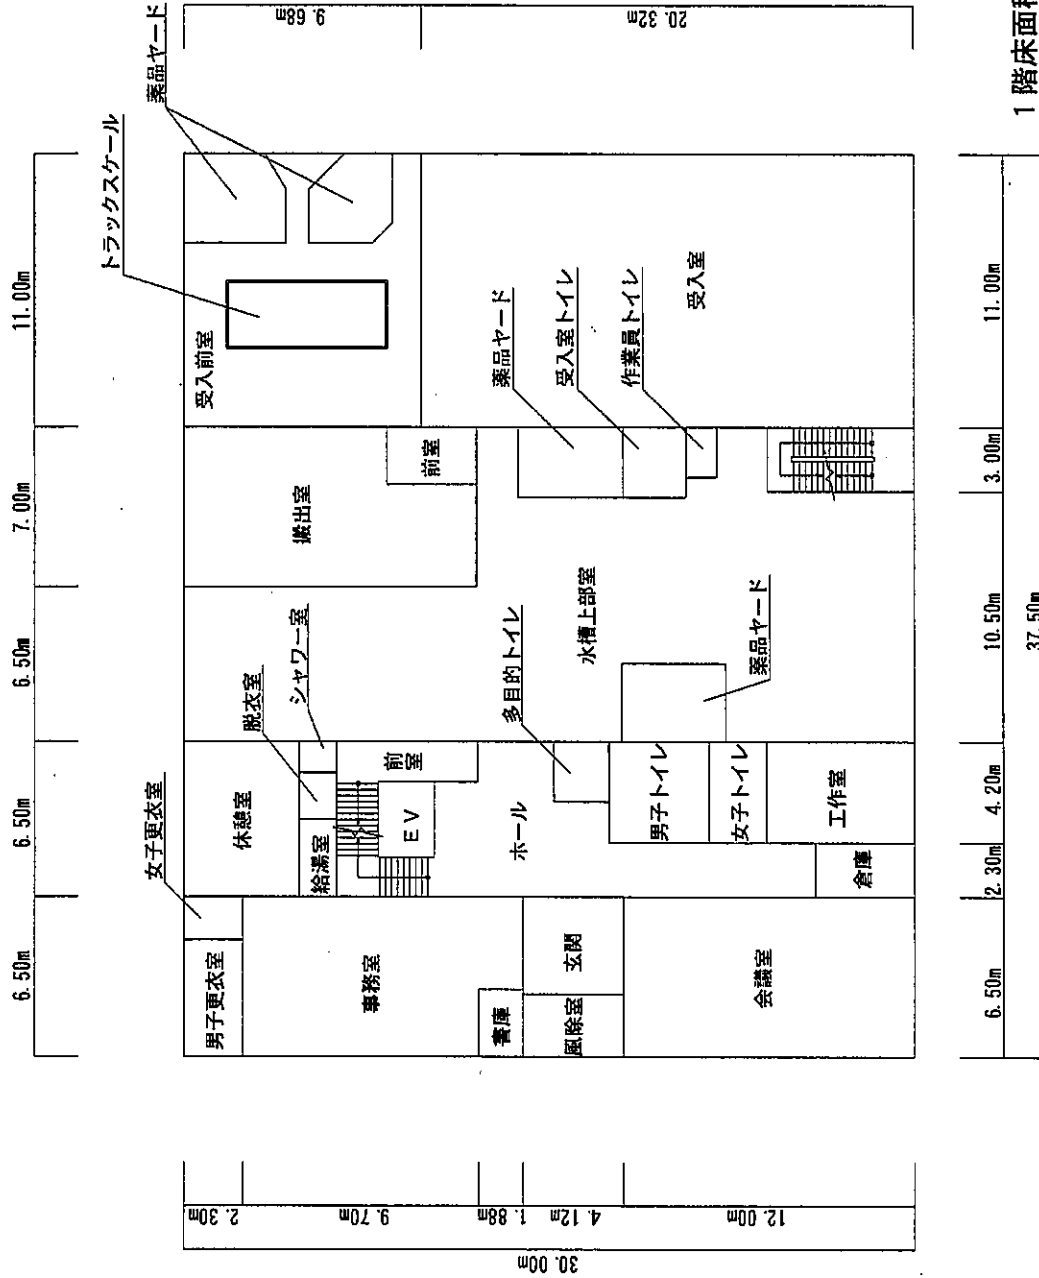 6.50m
6.50m
6.50m
7.00m
11.00m
女子更衣室
脱衣室
シャワー室
トラックスケール
薬品ヤード
9.68m
20.32m
男子更衣室
休憩室
給湯室
前室
搬出室
前室
受入前室
事務室
EV
書庫
ホール
多目的トイレ
水槽上部室
薬品ヤード
受入室トイレ
作業員トイレ
受入室
風除室
玄関
男子トイレ
女子トイレ
薬品ヤード
会議室
倉庫
工作室
2.30m
9.70m
1.88m
4.12m
12.00m
30.00m
6.50m
2.30m
4.20m
10.50m
3.00m
11.00m
37.50m
1階床面積